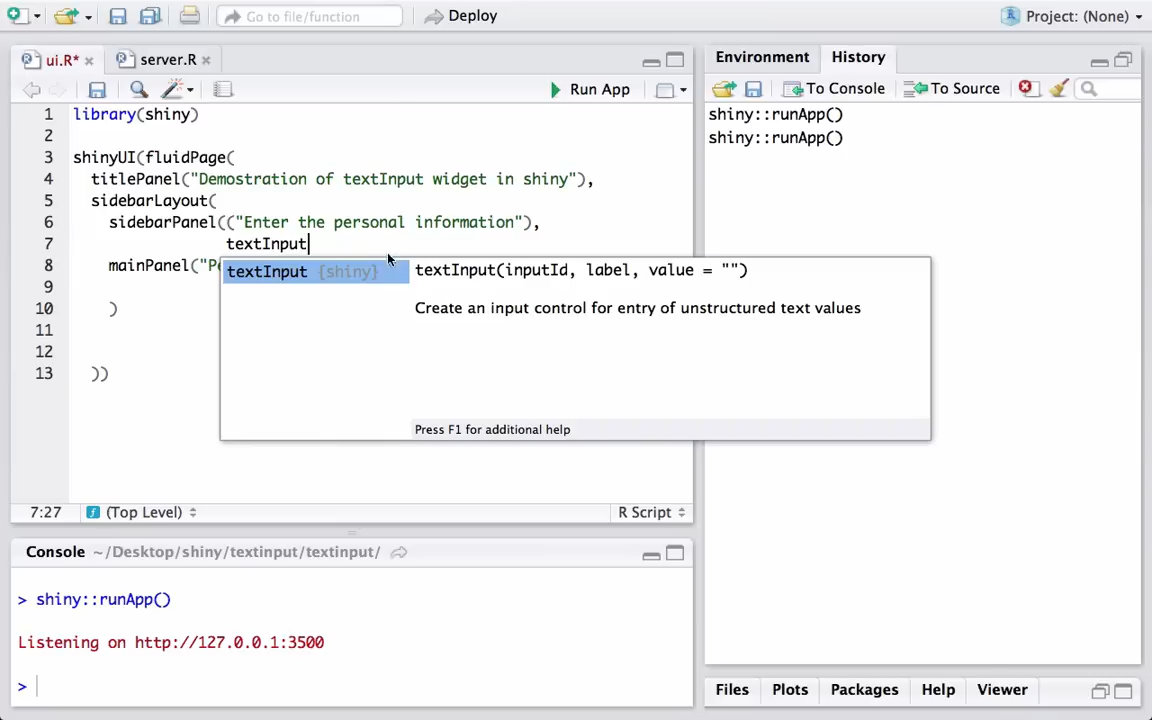 Go to file/function
Deploy
Project: (None)
ui.R*
server.R
Run App
1 library(shiny)
2
3 shinyUI(fluidPage(
4 titlePanel("Demostration of textInput widget in shiny"),
5 sidebarLayout(
6 sidebarPanel(("Enter the personal information"),
7 textInput
8 mainPanel("Pe
9
10 )
11
12
13 ))
textInput {shiny}
textInput(inputId, label, value = "")
Create an input control for entry of unstructured text values
Press F1 for additional help
7:27 (Top Level) R Script
Console ~/Desktop/shiny/textinput/textinput/
> shiny::runApp()
Listening on http://127.0.0.1:3500
>
Environment History
To Console To Source
shiny::runApp()
shiny::runApp()
Files Plots Packages Help Viewer